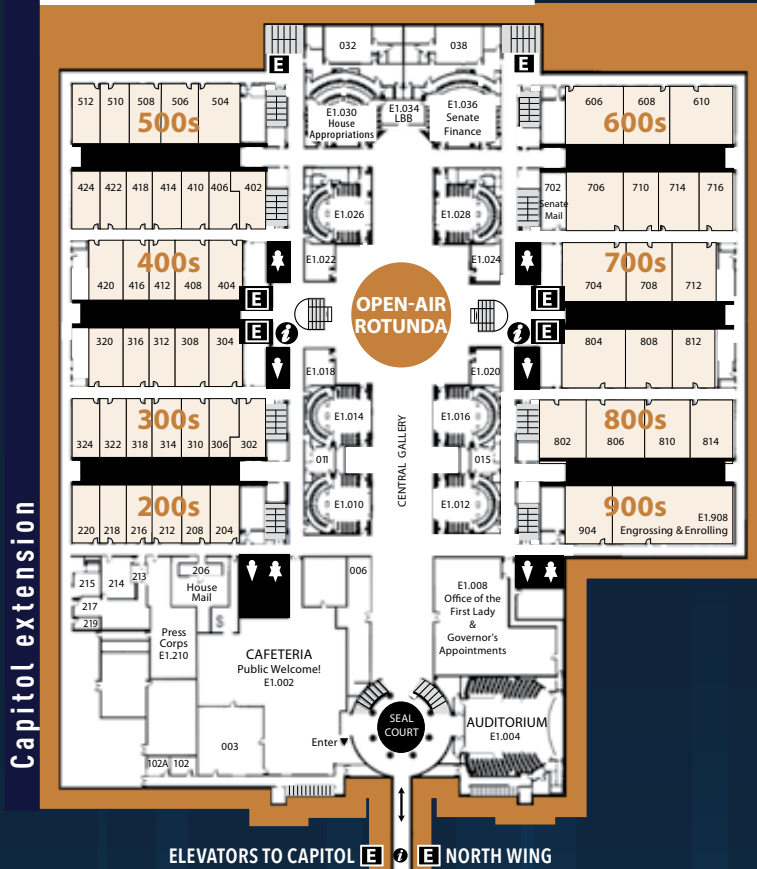 032
038
E
E
512
510
508
506
504
500s
E1.030
House
Appropriations
E1.034
LBB
E1.036
Senate
Finance
606
608
610
600s
424
422
418
414
410
406
402
E1.026
E1.028
702
Senate
Mail
706
710
714
716
400s
E1.022
E1.024
700s
420
416
412
408
404
E
E
704
708
712
OPEN-AIR
ROTUNDA
E
i
i
E
320
316
312
308
304
804
808
812
E1.018
E1.020
300s
E1.014
E1.016
800s
324
322
318
314
310
306
302
802
806
810
814
011
015
CENTRAL GALLERY
200s
E1.010
E1.012
900s
220
218
216
212
208
204
904
E1.908
Engrossing & Enrolling
215
214
213
206
House
Mail
217
219
$
006
Press
Corps
E1.210
CAFETERIA
Public Welcome!
E1.002
E1.008
Office of the
First Lady
&
Governor's
Appointments
SEAL
COURT
AUDITORIUM
E1.004
Enter
003
102A
102
Capitol extension
ELEVATORS TO CAPITOL E i E NORTH WING